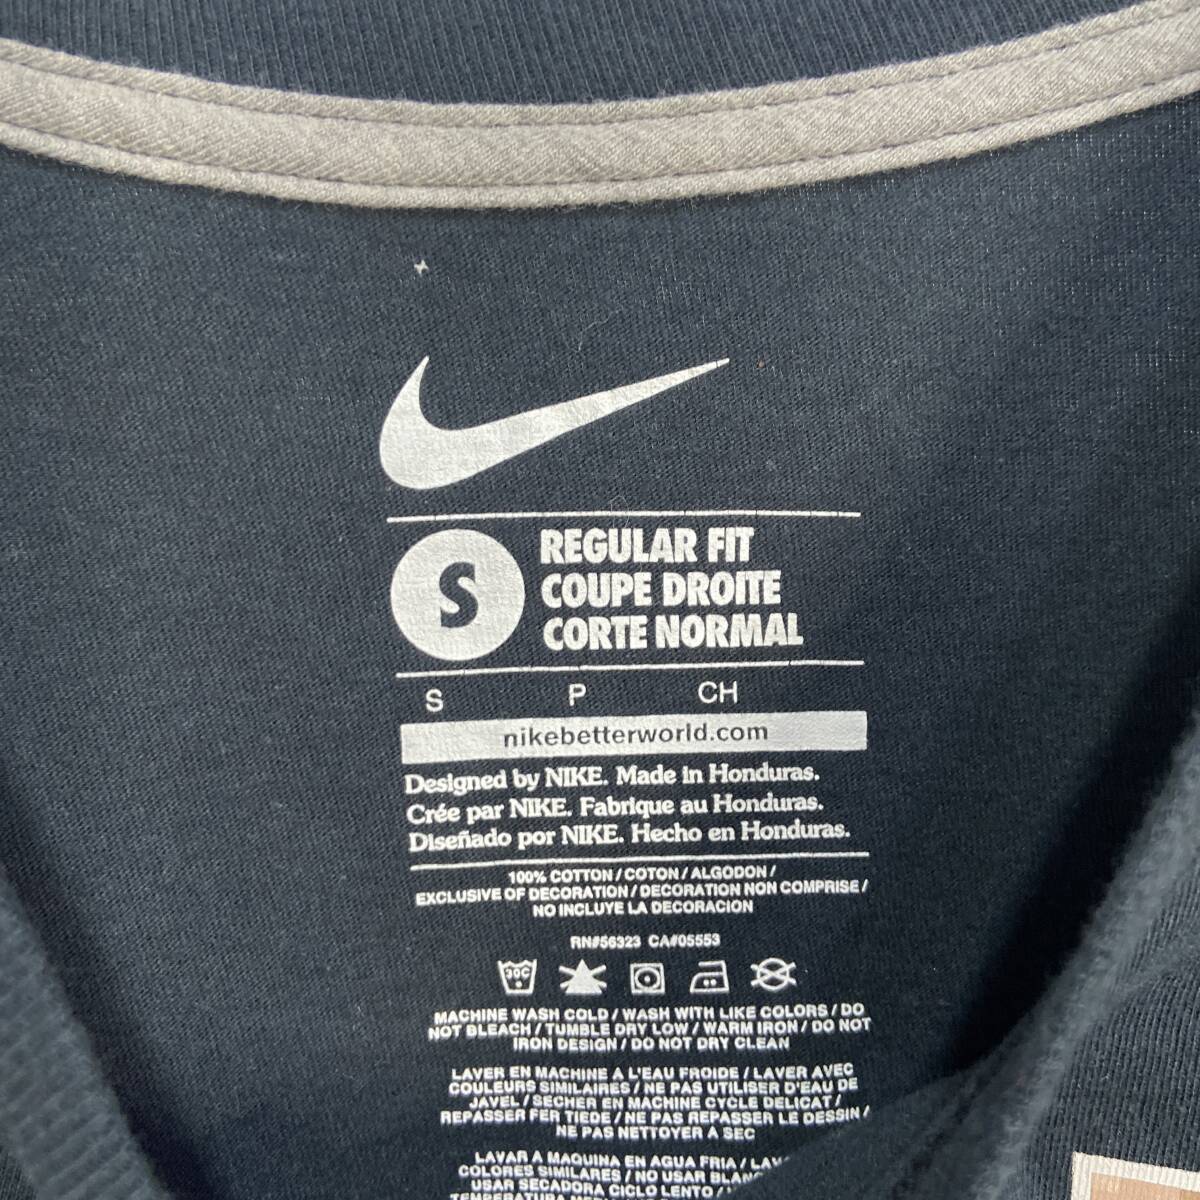 S
REGULAR FIT
COUPE DROITE
CORTE NORMAL
S P CH
nikebetterworld.com
Designed by NIKE. Made in Honduras.
Crée par NIKE. Fabrique au Honduras.
Diseñado por NIKE. Hecho en Honduras.
100% COTTON / COTON / ALGODON /
EXCLUSIVE OF DECORATION / DECORATION NON COMPRISE /
NO INCLUYE LA DECORACION
RN#56323 CA#05553
30C
MACHINE WASH COLD / WASH WITH LIKE COLORS / DO
NOT BLEACH / TUMBLE DRY LOW / WARM IRON / DO NOT
IRON DESIGN / DO NOT DRY CLEAN
LAVER EN MACHINE A L'EAU FROIDE / LAVER AVEC
COULEURS SIMILAIRES / NE PAS UTILISER D'EAU DE
JAVEL / SECHER EN MACHINE CYCLE DELICAT /
REPASSER FER TIEDE / NE PAS REPASSER LE DESSIN /
NE PAS NETTOYER A SEC
LAVAR A MAQUINA EN AGUA FRIA /
COLORES SIMILARES / NO USAR
USAR SECADORA CICLO LENTO /
TEMPERATURA